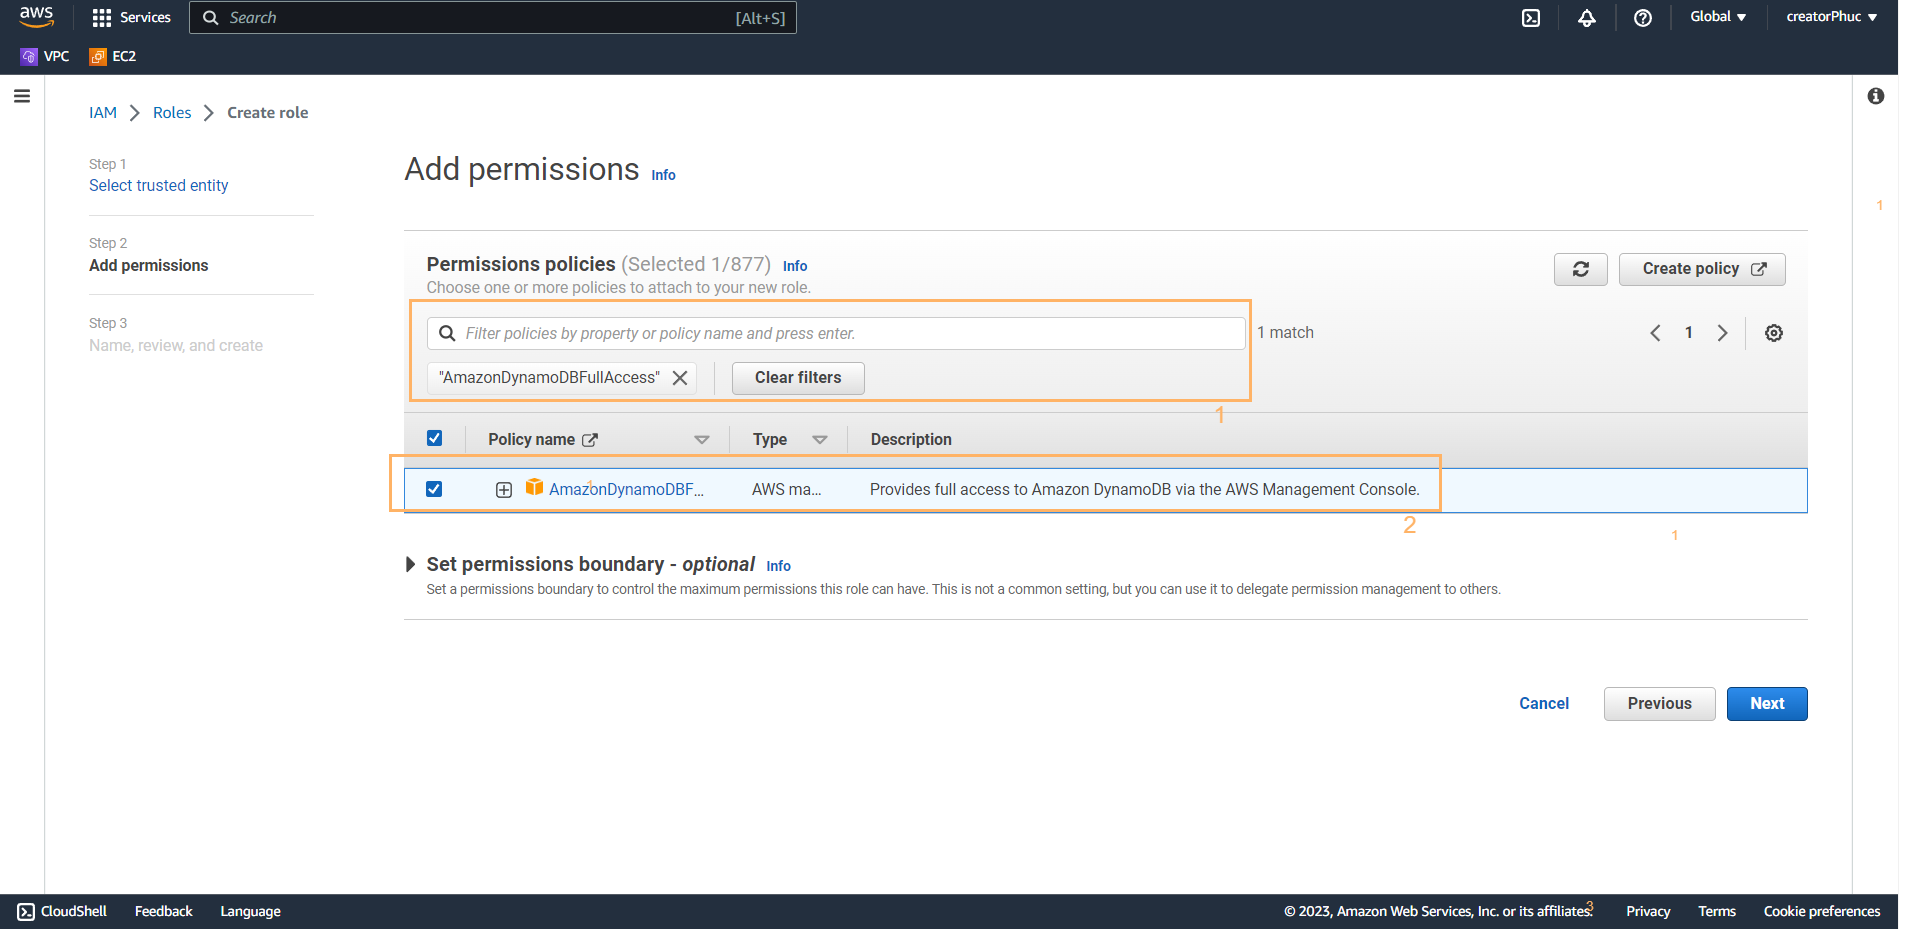 aws Services Search [Alt+S] Global creatorPhuc
VPC EC2
IAM Roles Create role
Step 1
Select trusted entity
Step 2
Add permissions
Step 3
Name, review, and create
Add permissions Info
1
Permissions policies (Selected 1/877) Info
Choose one or more policies to attach to your new role.
Create policy
Filter policies by property or policy name and press enter.
1 match
1
"AmazonDynamoDBFullAccess"
Clear filters
1
Policy name Type Description
AmazonDynamoDBF... AWS ma... Provides full access to Amazon DynamoDB via the AWS Management Console.
1
2
1
Set permissions boundary - optional Info
Set a permissions boundary to control the maximum permissions this role can have. This is not a common setting, but you can use it to delegate permission management to others.
Cancel Previous Next
CloudShell Feedback Language © 2023, Amazon Web Services, Inc. or its affiliates. 3 Privacy Terms Cookie preferences